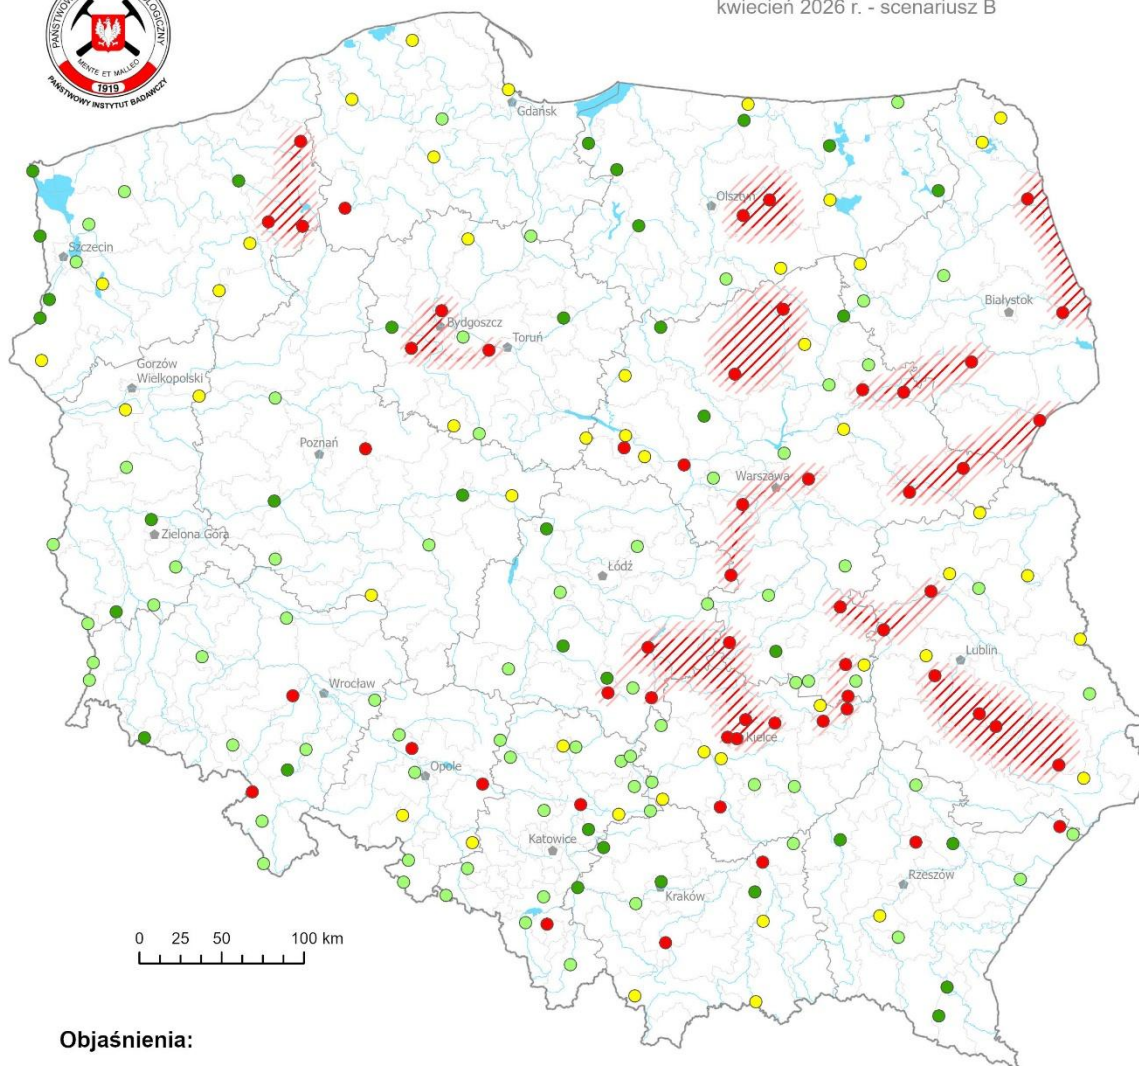 kwiecień 2026 r. - scenariusz B
MENTE ET MALLEO
1919
PAŃSTWOWY INSTYTUT BADAWCZY
Gdańsk
Olsztyn
Szczecin
Białystok
Bydgoszcz
Toruń
Gorzów
Wielkopolski
Poznań
Warszawa
Zielona Góra
Łódź
Lublin
Wrocław
Kielce
Opole
Katowice
Rzeszów
Kraków
0 25 50 100 km
Objaśnienia: